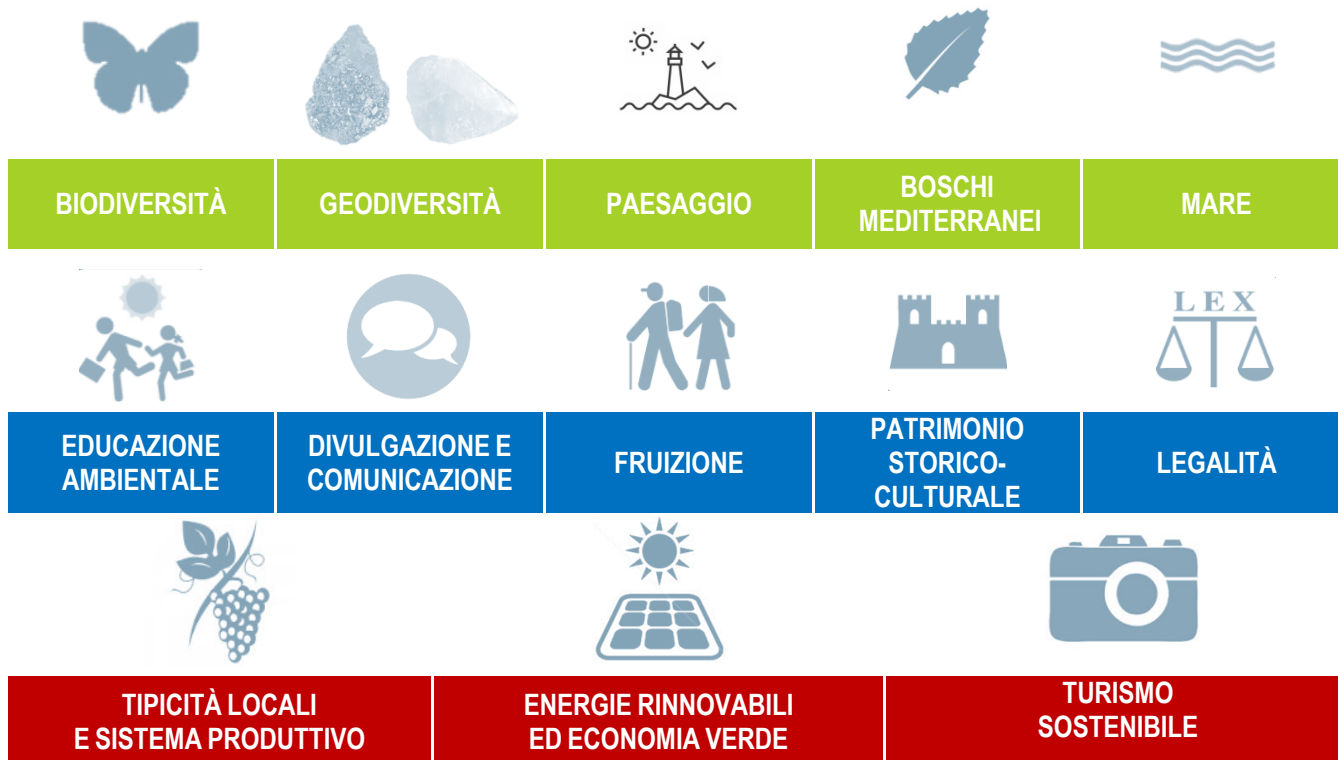 BIODIVERSITÀ
GEODIVERSITÀ
PAESAGGIO
BOSCHI
MEDITERRANEI
MARE
LEX
EDUCAZIONE
AMBIENTALE
DIVULGAZIONE E
COMUNICAZIONE
FRUIZIONE
PATRIMONIO
STORICO-
CULTURALE
LEGALITÀ
TIPICITÀ LOCALI
E SISTEMA PRODUTTIVO
ENERGIE RINNOVABILI
ED ECONOMIA VERDE
TURISMO
SOSTENIBILE